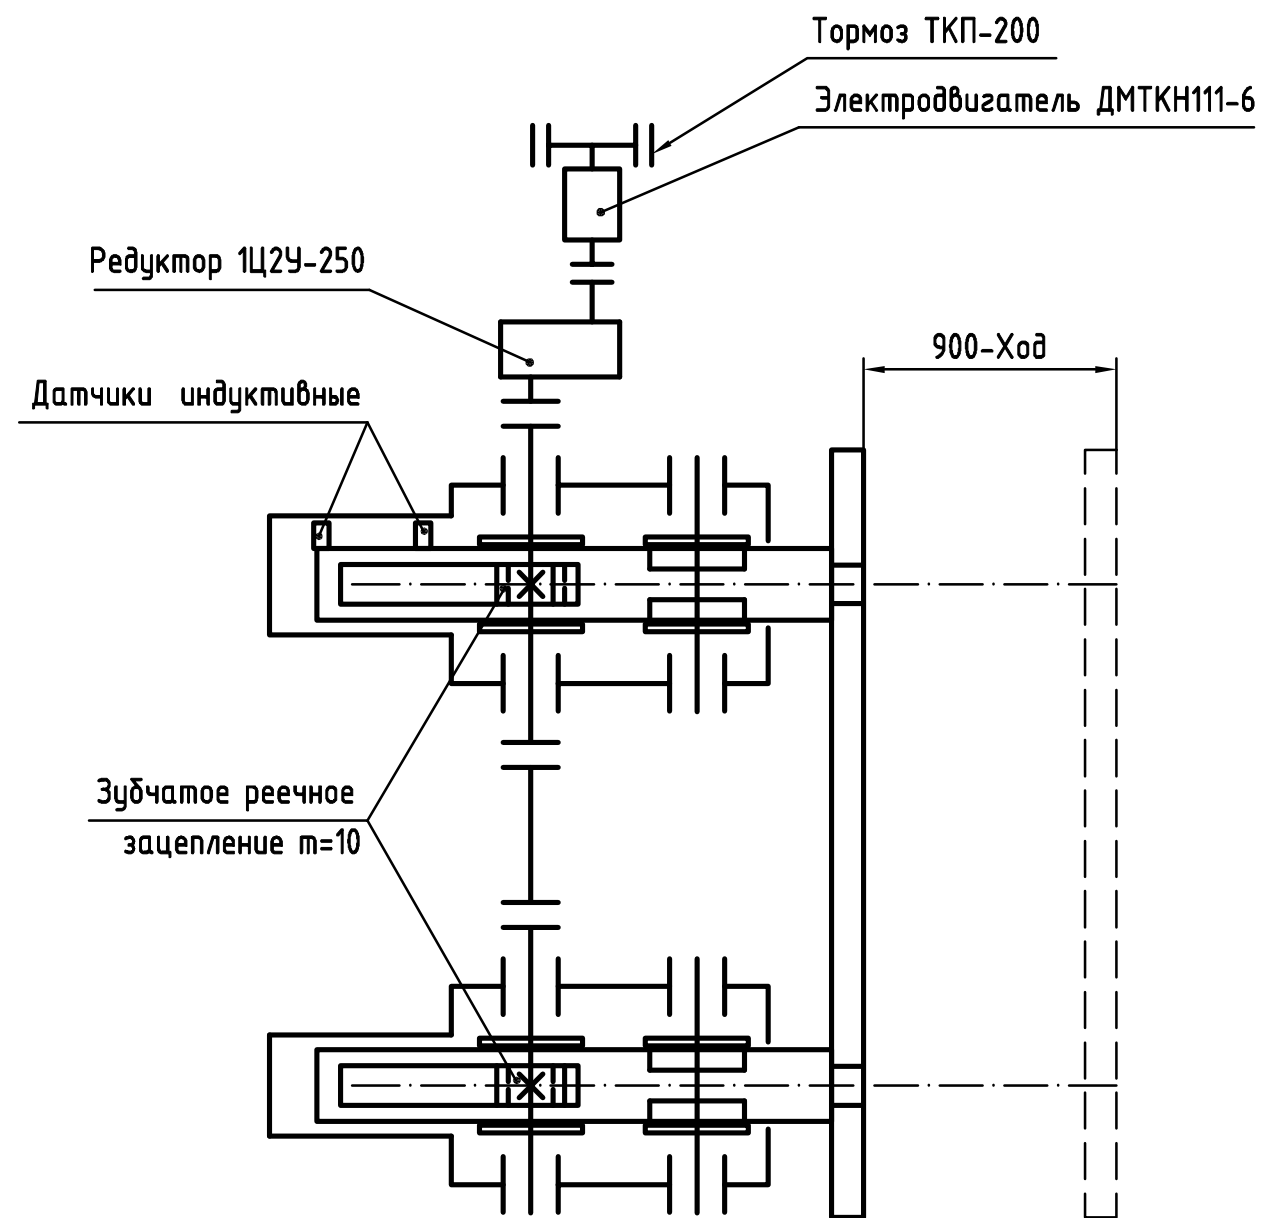 Тормоз ТКП-200
Электродвигатель ДМТКН111-6
Редуктор 1Ц2У-250
900-Ход
Датчики индуктивные
Зубчатое реечное
зацепление m=10